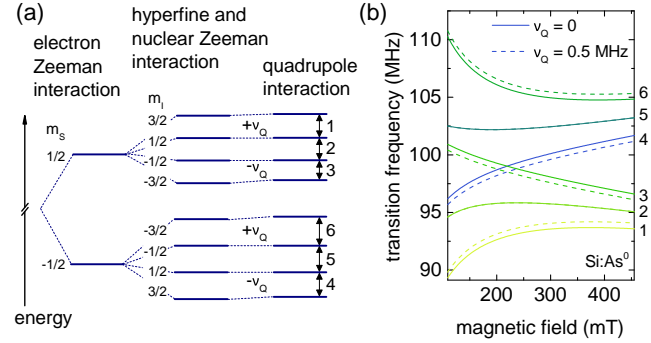 (a)
hyperfine and
nuclear Zeeman
interaction
electron
Zeeman
interaction
quadrupole
interaction
m_S
m_I
1/2
-1/2
3/2
1/2
-1/2
-3/2
-3/2
-1/2
1/2
3/2
+ν_Q
-ν_Q
+ν_Q
-ν_Q
1
2
3
6
5
4
energy
(b)
ν_Q = 0
ν_Q = 0.5 MHz
transition frequency (MHz)
110
105
100
95
90
6
5
4
3
2
1
Si:As⁰
200 300 400
magnetic field (mT)